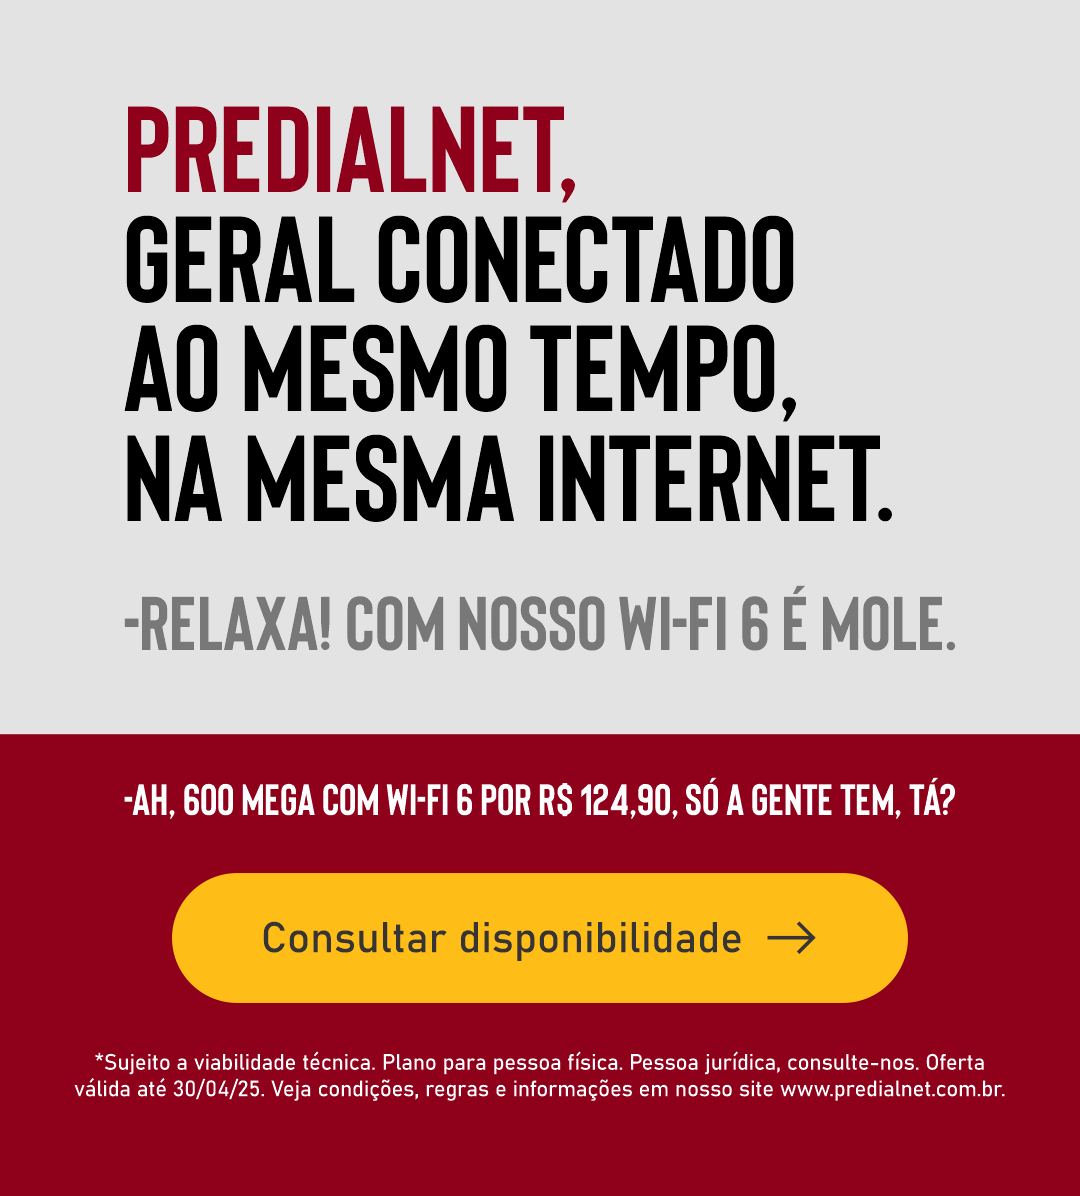 PREDIALNET,
GERAL CONECTADO
AO MESMO TEMPO,
NA MESMA INTERNET.
-RELAXA! COM NOSSO WI-FI 6 É MOLE.
-AH, 600 MEGA COM WI-FI 6 POR R$ 124,90, SÓ A GENTE TEM, TÁ?
Consultar disponibilidade →
*Sujeito a viabilidade técnica. Plano para pessoa física. Pessoa jurídica, consulte-nos. Oferta
válida até 30/04/25. Veja condições, regras e informações em nosso site www.predialnet.com.br.